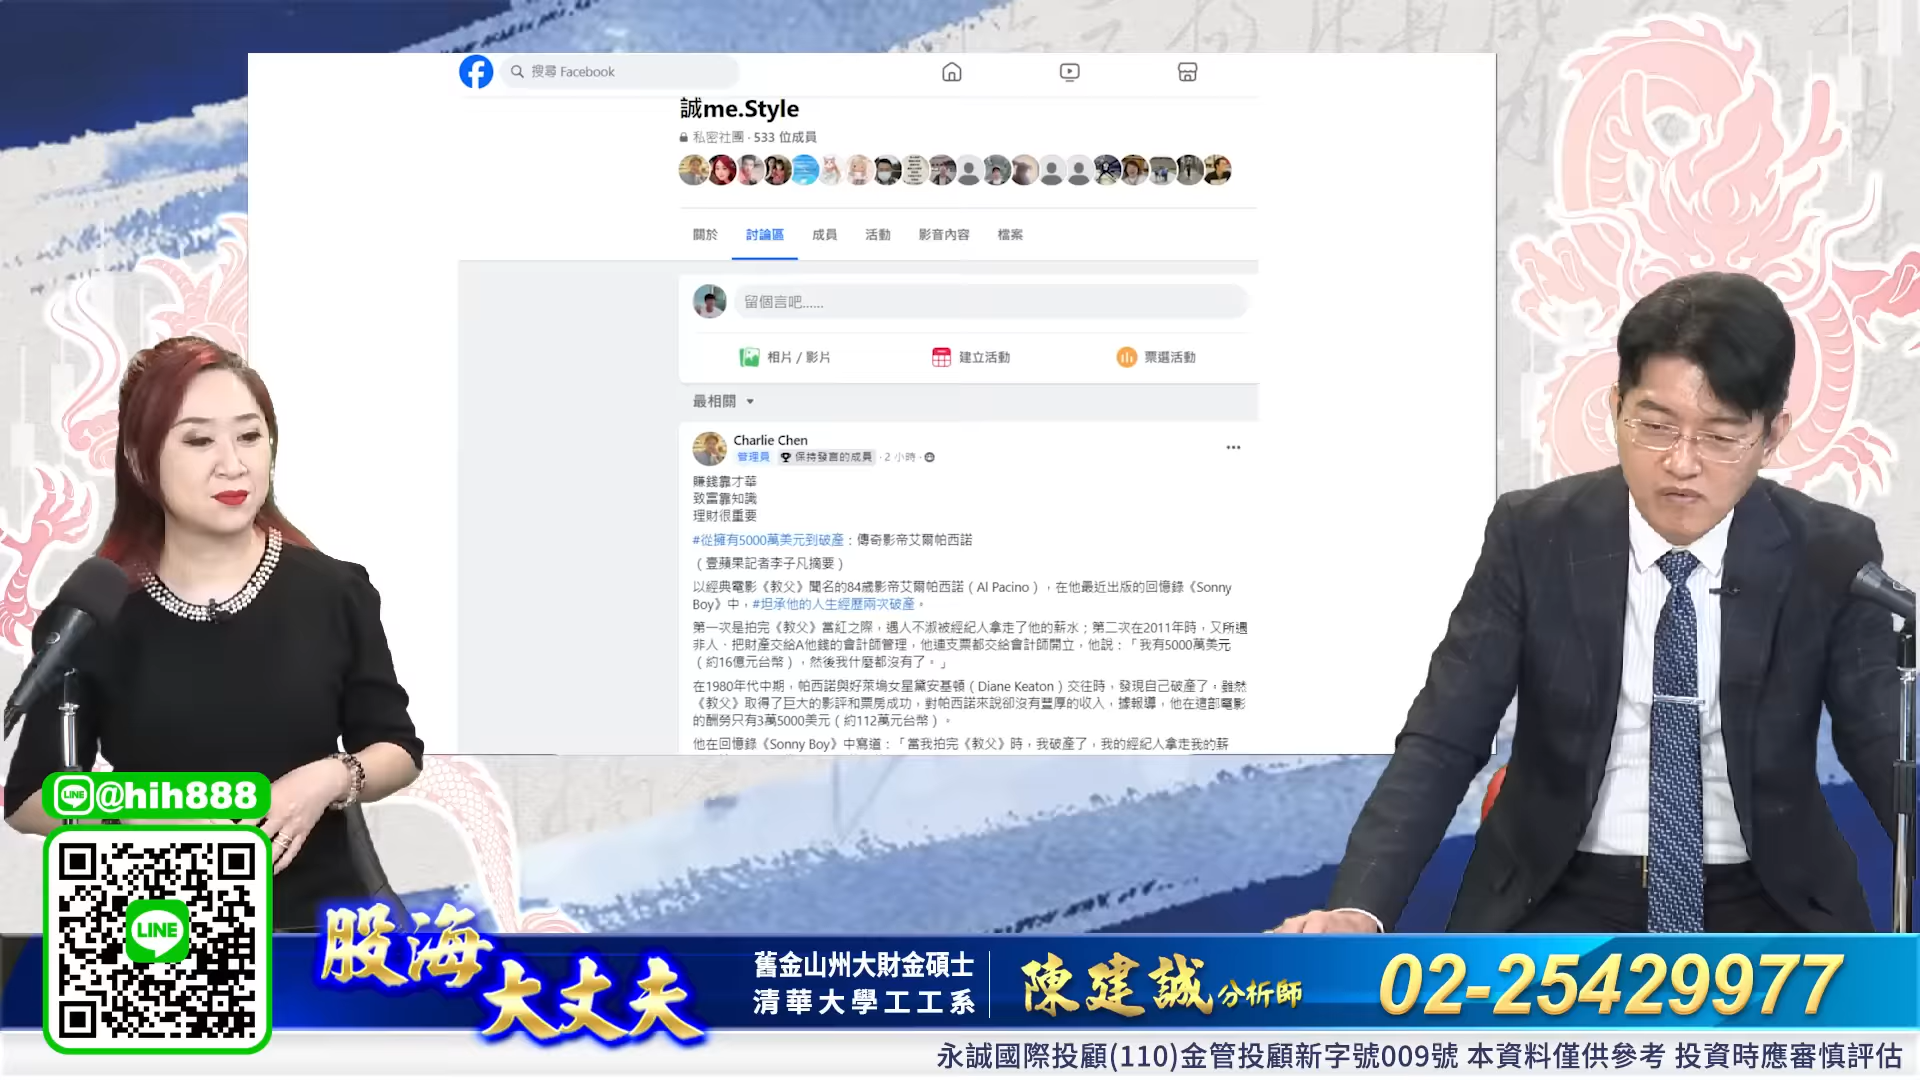 搜尋 Facebook
誠me.Style
私密社團 · 533 位成員
關於
討論區
成員
活動
影音內容
檔案
留個言吧......
相片 / 影片
建立活動
票選活動
最相關
Charlie Chen
管理員
保持發言的成員
· 2 小時 ·
賺錢靠才華
致富靠知識
理財很重要
#從擁有5000萬美元到破產：傳奇影帝艾爾帕西諾
（壹蘋果記者李子凡摘要）
以經典電影《教父》聞名的84歲影帝艾爾帕西諾（Al Pacino），在他最近出版的回憶錄《Sonny
Boy》中，#坦承他的人生經歷兩次破產。
第一次是拍完《教父》當紅之際，遇人不淑被經紀人拿走了他的薪水；第二次在2011年時，又所遇
非人，把財產交給A他錢的會計師管理，他連支票都交給會計師開立，他說：「我有5000萬美元
（約16億元台幣），然後我什麼都沒有了。」
在1980年代中期，帕西諾與好萊塢女星黛安基頓（Diane Keaton）交往時，發現自己破產了。雖然
《教父》取得了巨大的影評和票房成功，對帕西諾來說卻沒有豐厚的收入，據報導，他在這部電影
的酬勞只有3萬5000美元（約112萬元台幣）。
他在回憶錄《Sonny Boy》中寫道：「當我拍完《教父》時，我破產了，我的經紀人拿走我的薪
LINE @hih888
LINE
股海
大丈夫
舊金山州大財金碩士
清華大學工工系
陳建誠分析師
02-25429977
永誠國際投顧(110)金管投顧新字號009號 本資料僅供參考 投資時應審慎評估